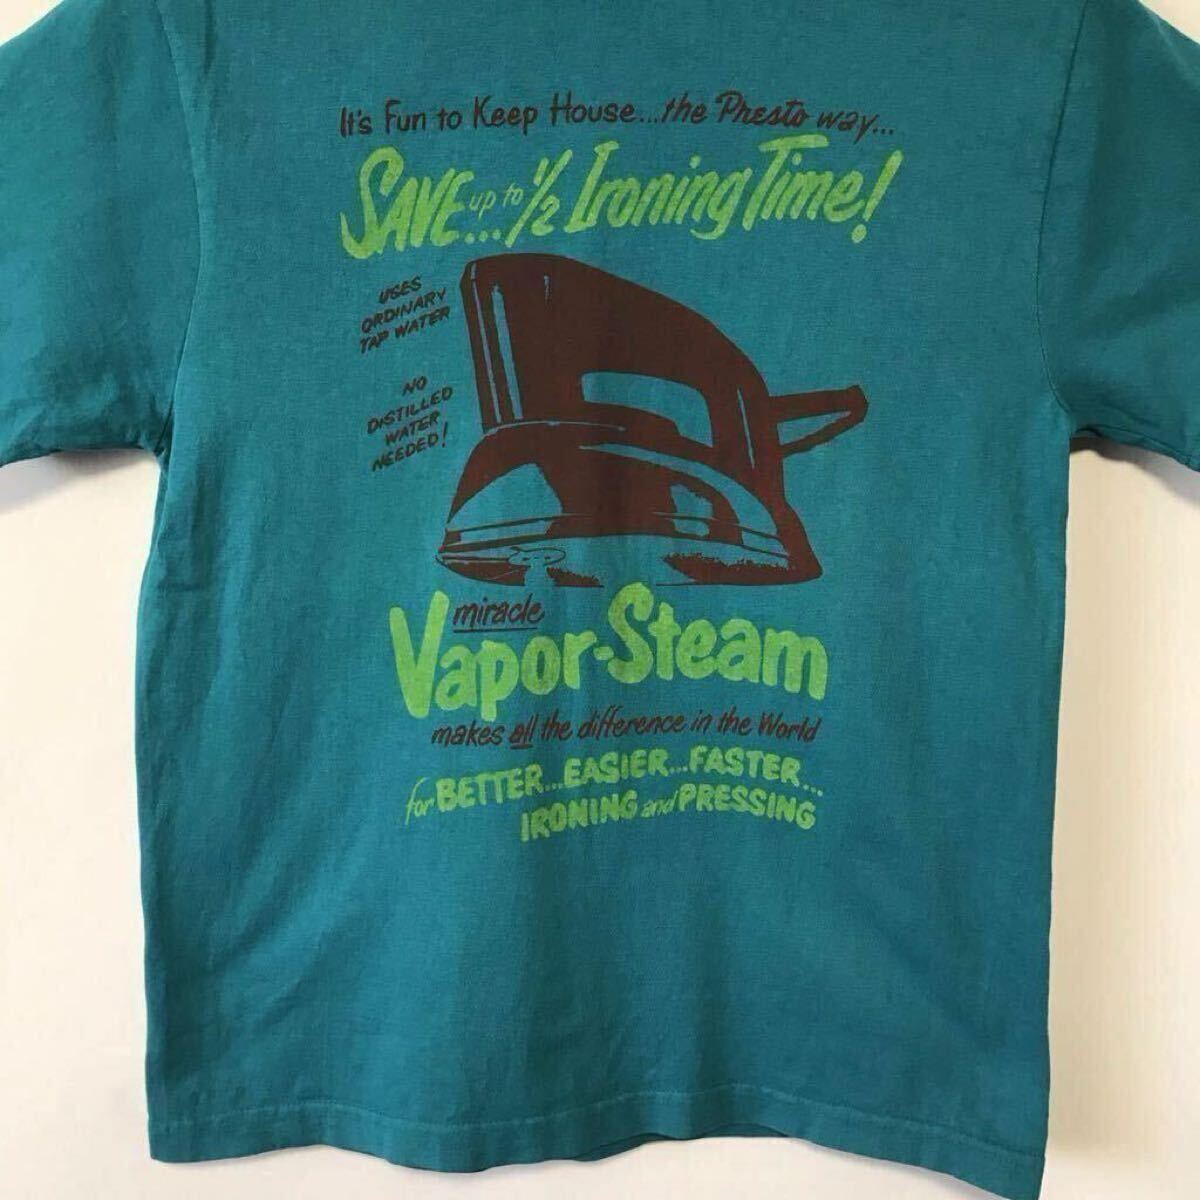 It's Fun to Keep House...the Presto way...
SAVE...up to 1/2 Ironing Time!
USES
ORDINARY
TAP WATER
NO
DISTILLED
WATER
NEEDED!
miracle
Vapor-Steam
makes all the difference in the World
for BETTER...EASIER...FASTER...
IRONING and PRESSING